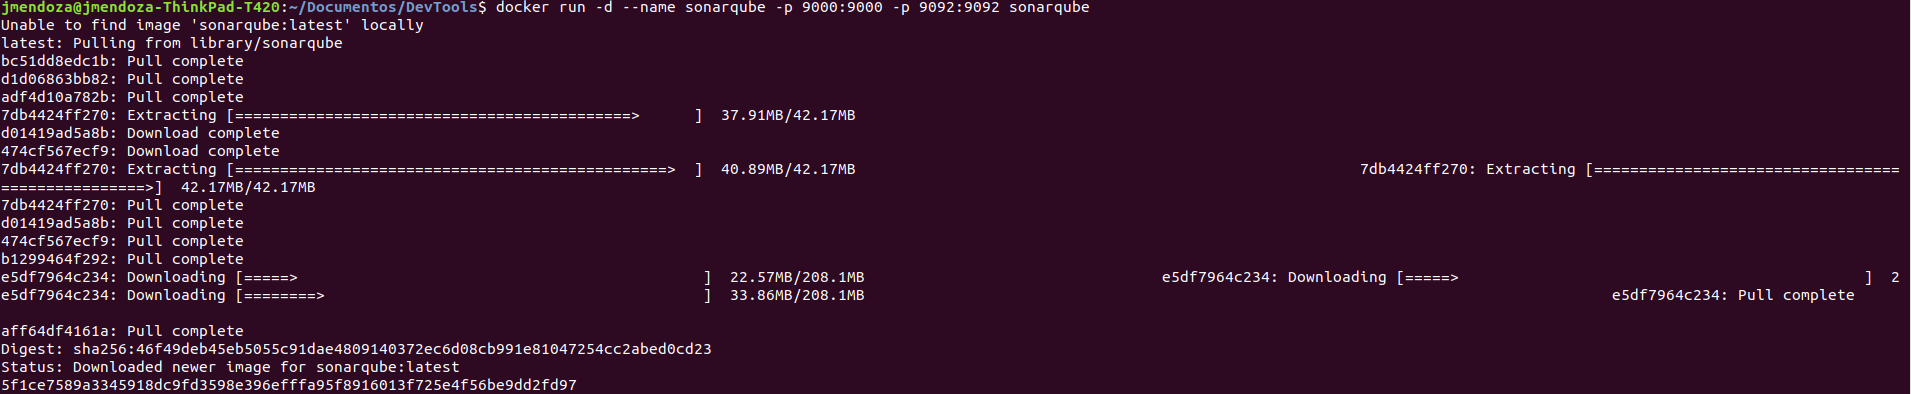 jmendoza@jmendoza-ThinkPad-T420:~/Documentos/DevTools$ docker run -d --name sonarqube -p 9000:9000 -p 9092:9092 sonarqube
Unable to find image 'sonarqube:latest' locally
latest: Pulling from library/sonarqube
bc51dd8edc1b: Pull complete
d1d06863bb82: Pull complete
adf4d10a782b: Pull complete
7db4424ff270: Extracting [============================================>      ]  37.91MB/42.17MB
d01419ad5a8b: Download complete
474cf567ecf9: Download complete
7db4424ff270: Extracting [================================================>  ]  40.89MB/42.17MB                                                        7db4424ff270: Extracting [==================================
================>]  42.17MB/42.17MB
7db4424ff270: Pull complete
d01419ad5a8b: Pull complete
474cf567ecf9: Pull complete
b1299464f292: Pull complete
e5df7964c234: Downloading [=====>                                             ]  22.57MB/208.1MB                                 e5df7964c234: Downloading [=====>                                             ]  2
e5df7964c234: Downloading [========>                                          ]  33.86MB/208.1MB                                                                                   e5df7964c234: Pull complete
aff64df4161a: Pull complete
Digest: sha256:46f49deb45eb5055c91dae4809140372ec6d08cb991e81047254cc2abed0cd23
Status: Downloaded newer image for sonarqube:latest
5f1ce7589a3345918dc9fd3598e396efffa95f8916013f725e4f56be9dd2fd97